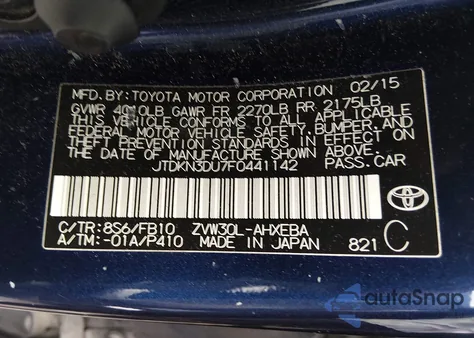 MFD. BY: TOYOTA MOTOR CORPORATION 02/15
GVWR 4010LB GAWR FR 2270LB RR 2175LB
THIS VEHICLE CONFORMS TO ALL APPLICABLE
FEDERAL MOTOR VEHICLE SAFETY, BUMPER, AND
THEFT PREVENTION STANDARDS IN EFFECT ON
THE DATE OF MANUFACTURE SHOWN ABOVE.
JTDKN3DU7F0441142 PASS.CAR
C/TR: 8S6/FB10 ZVW30L-AHXEBA
A/TM: -01A/P410 MADE IN JAPAN 821 C
TOYOTA
autoSnap